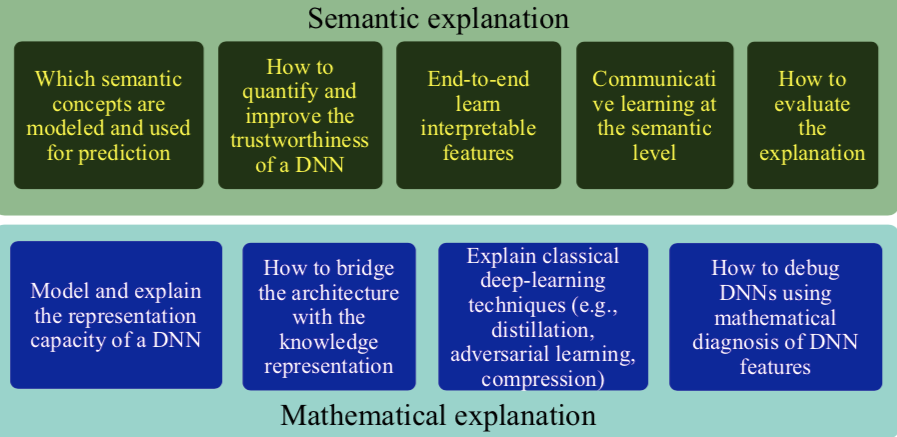 Semantic explanation
Which semantic
concepts are
modeled and used
for prediction
How to
quantify and
improve the
trustworthiness
of a DNN
End-to-end
learn
interpretable
features
Communicati
ve learning at
the semantic
level
How to
evaluate
the
explanation
Model and explain
the representation
capacity of a DNN
How to bridge
the architecture
with the
knowledge
representation
Explain classical
deep-learning
techniques (e.g.,
distillation,
adversarial learning,
compression)
How to debug
DNNs using
mathematical
diagnosis of DNN
features
Mathematical explanation